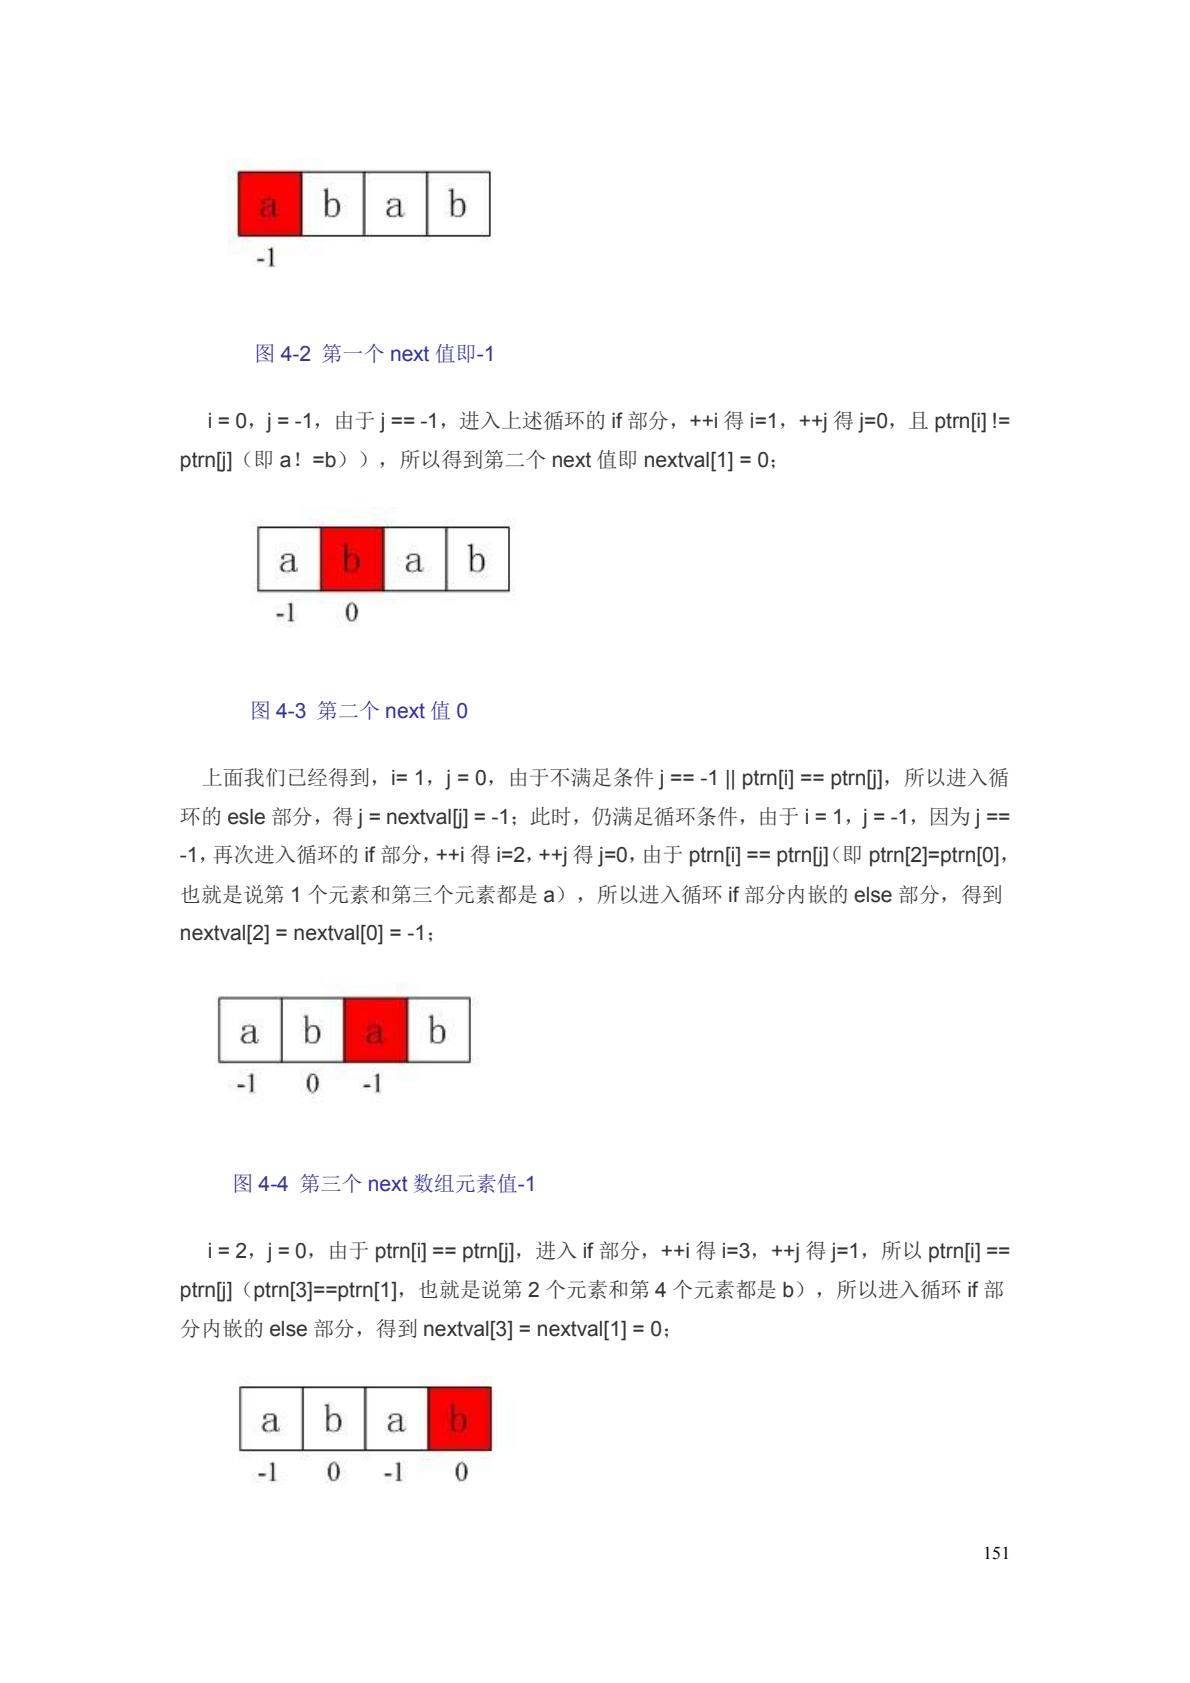 a b a b
-1
图 4-2 第一个 next 值即-1
i = 0，j = -1，由于 j == -1，进入上述循环的 if 部分，++i 得 i=1，++j 得 j=0，且 ptrn[i] !=
ptrn[j]（即 a！=b）），所以得到第二个 next 值即 nextval[1] = 0；
a b a b
-1 0
图 4-3 第二个 next 值 0
上面我们已经得到，i= 1，j = 0，由于不满足条件 j == -1 || ptrn[i] == ptrn[j]，所以进入循
环的 esle 部分，得 j = nextval[j] = -1；此时，仍满足循环条件，由于 i = 1，j = -1，因为 j ==
-1，再次进入循环的 if 部分，++i 得 i=2，++j 得 j=0，由于 ptrn[i] == ptrn[j]（即 ptrn[2]=ptrn[0]，
也就是说第 1 个元素和第三个元素都是 a），所以进入循环 if 部分内嵌的 else 部分，得到
nextval[2] = nextval[0] = -1；
a b a b
-1 0 -1
图 4-4 第三个 next 数组元素值-1
i = 2，j = 0，由于 ptrn[i] == ptrn[j]，进入 if 部分，++i 得 i=3，++j 得 j=1，所以 ptrn[i] ==
ptrn[j]（ptrn[3]==ptrn[1]，也就是说第 2 个元素和第 4 个元素都是 b），所以进入循环 if 部
分内嵌的 else 部分，得到 nextval[3] = nextval[1] = 0；
a b a b
-1 0 -1 0
151